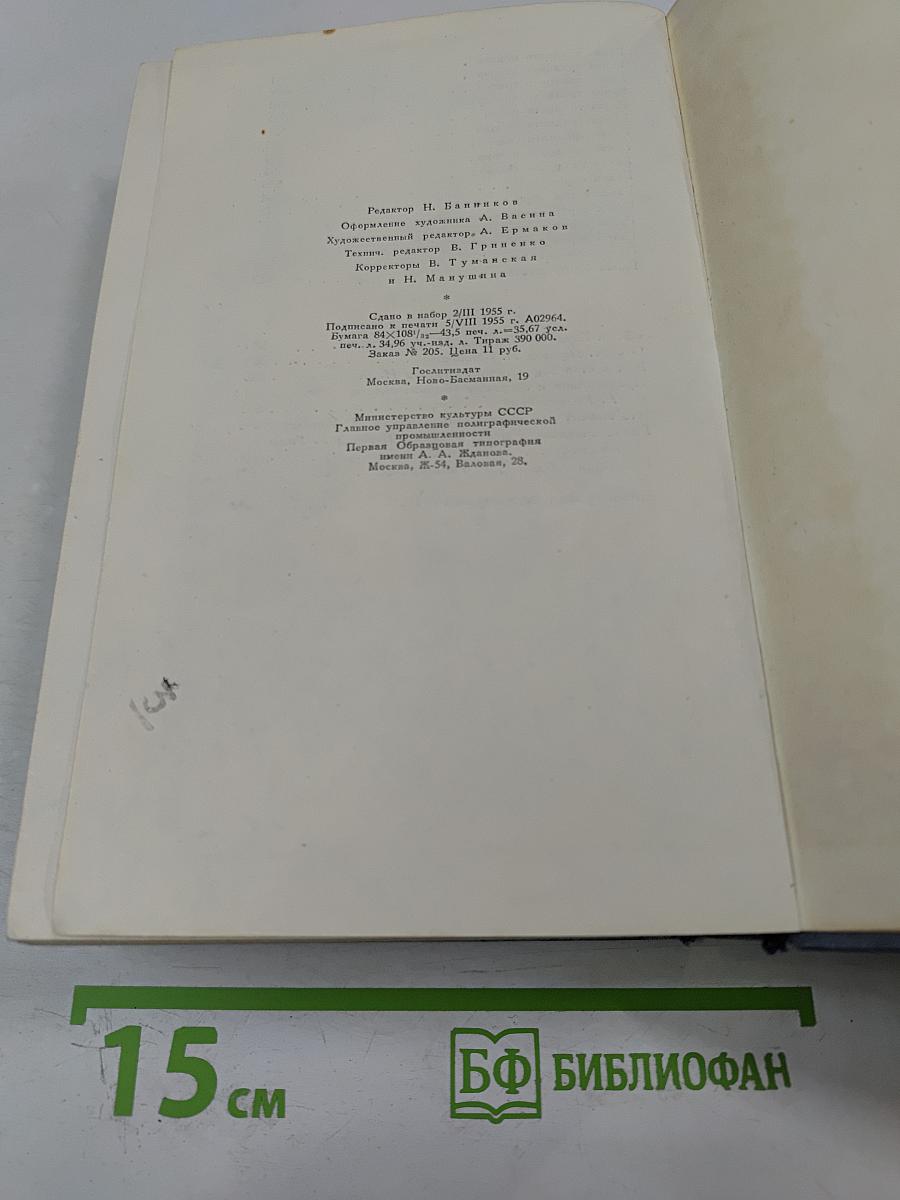 Редактор Н. Банников
Оформление художника А. Васина
Художественный редактор А. Ермаков
Технич. редактор В. Гриненко
Корректоры В. Туманская
и Н. Манушина
*
Сдано в набор 2/III 1955 г.
Подписано к печати 5/VIII 1955 г. А02964.
Бумага 84×108¹/₃₂—43,5 печ. л.=35,67 усл.
печ. л. 34,96 уч.-изд. л. Тираж 390 000.
Заказ № 205. Цена 11 руб.
Гослитиздат
Москва, Ново-Басманная, 19
*
Министерство культуры СССР
Главное управление полиграфической
промышленности
Первая Образцовая типография
имени А. А. Жданова.
Москва, Ж-54, Валовая, 28.
15 см
БФ БИБЛИОФАН